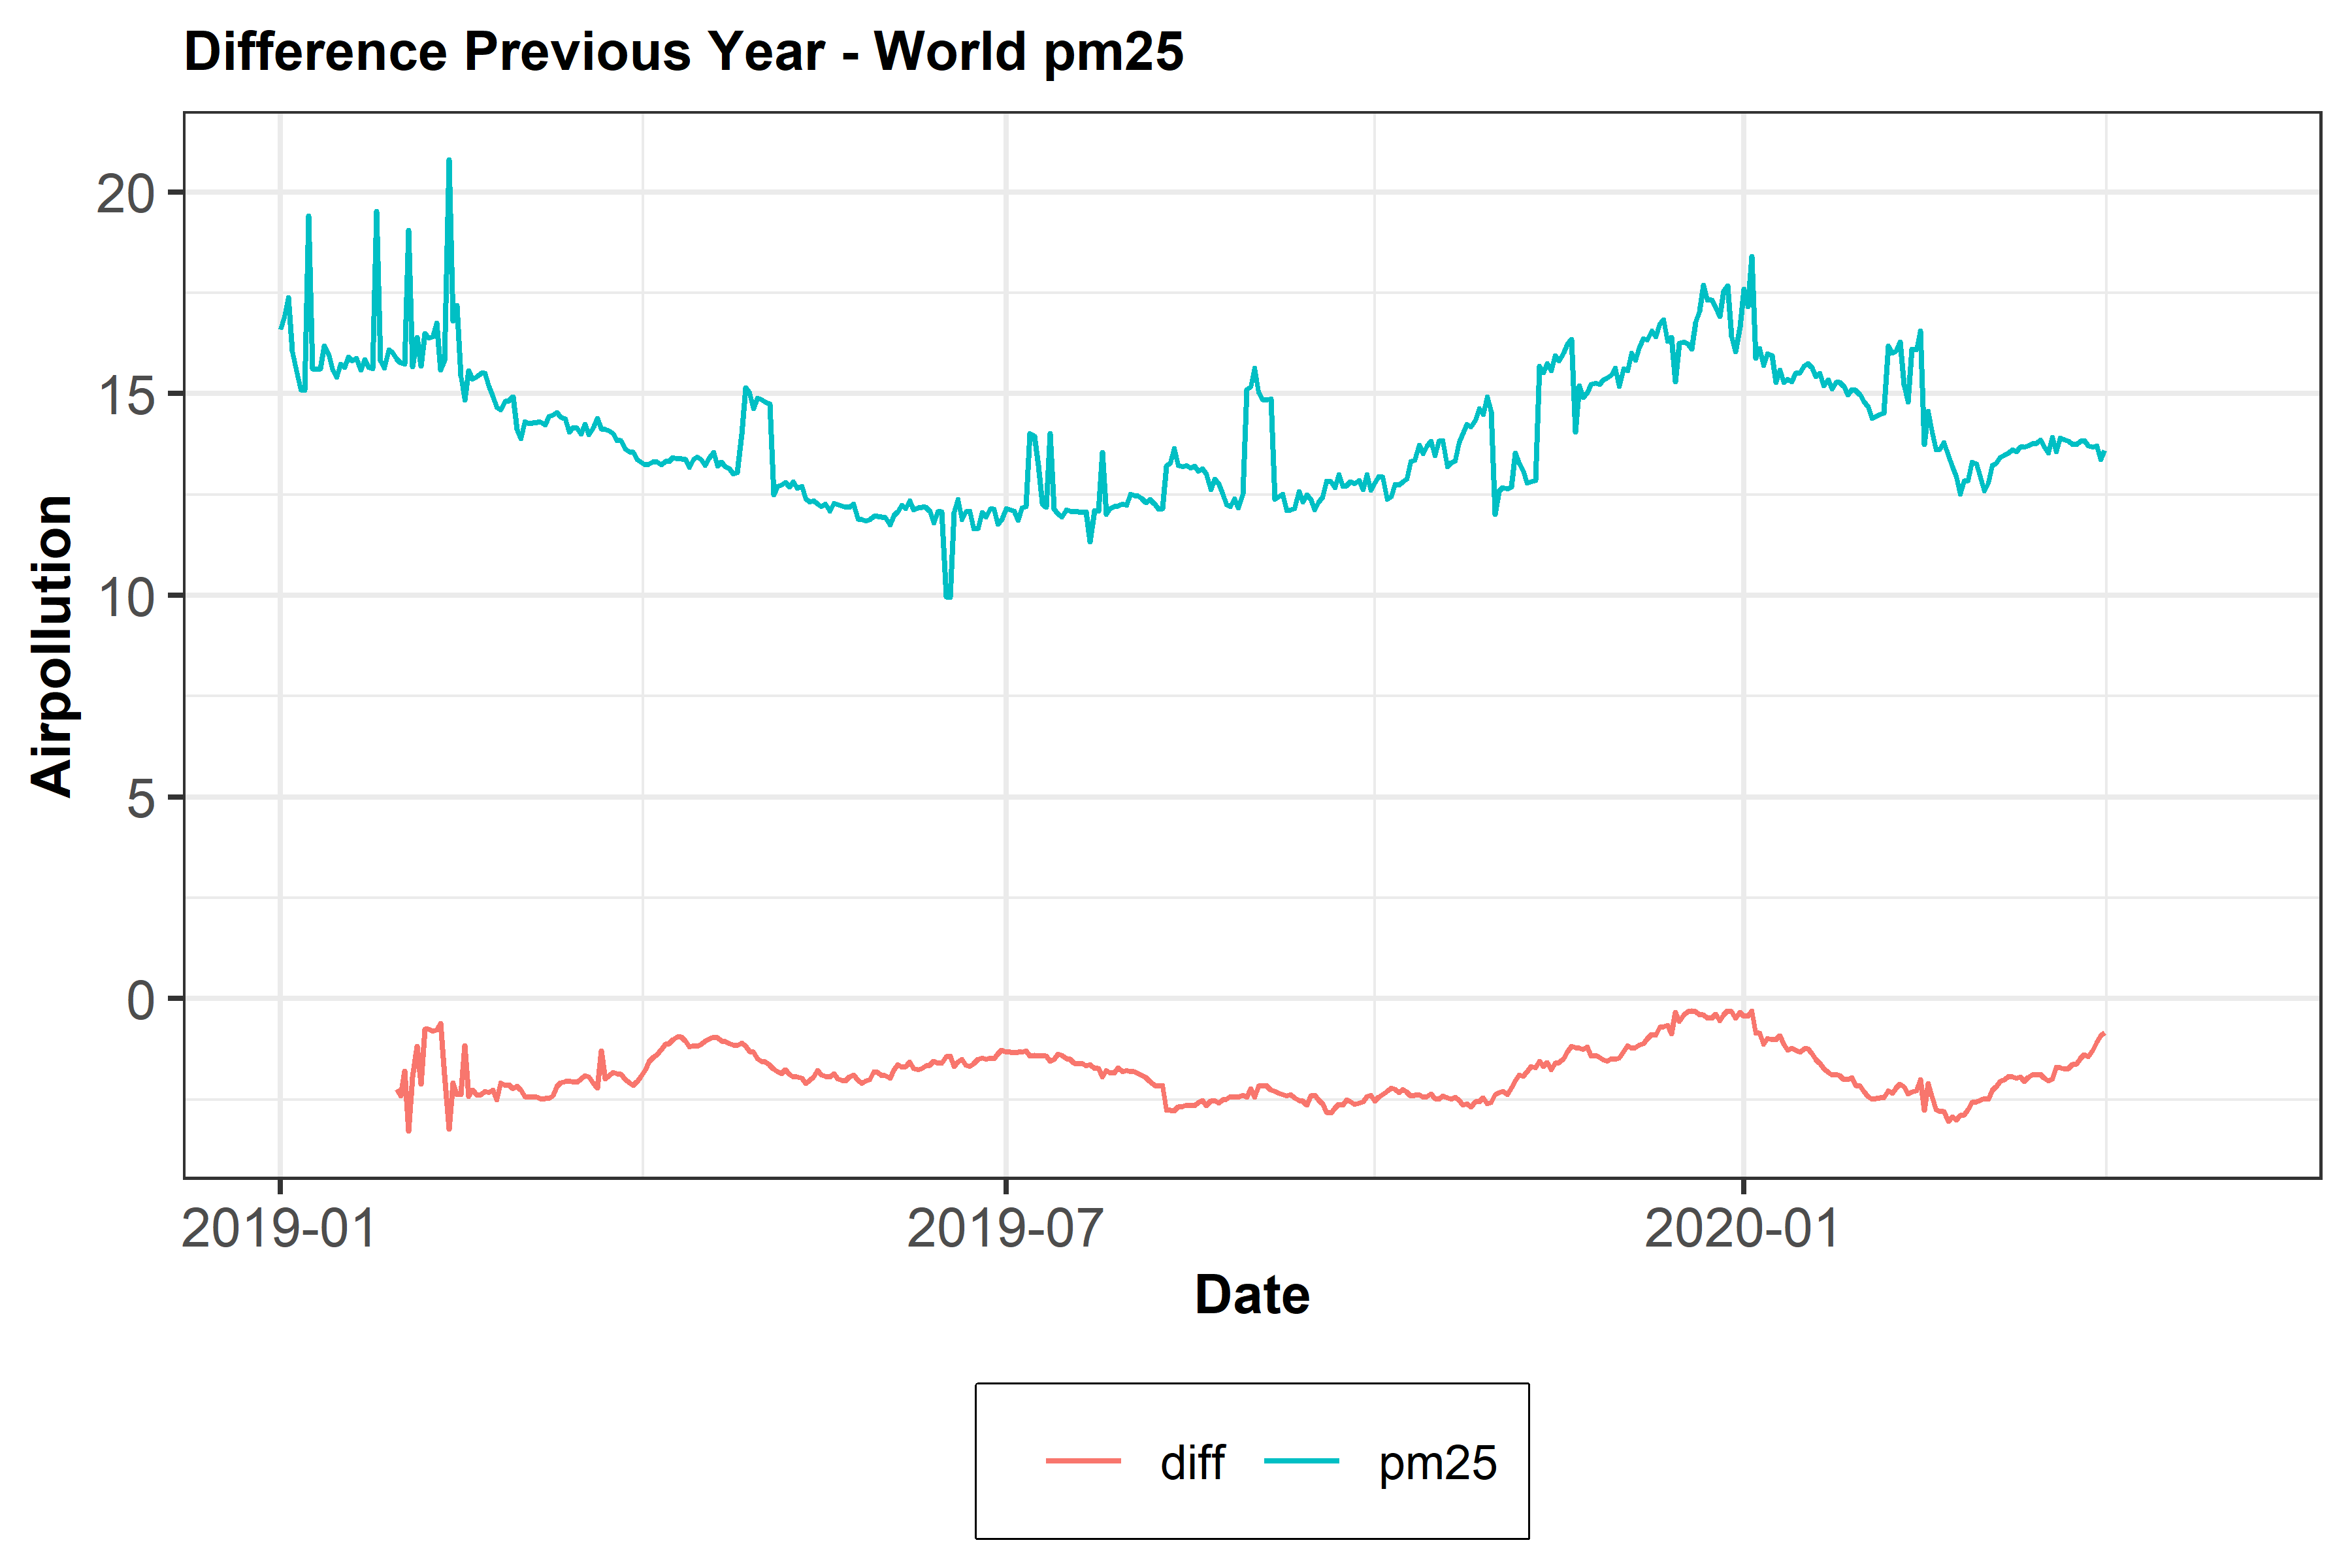 Difference Previous Year - World pm25
Airpollution
20
15
10
5
0
2019-01 2019-07 2020-01
Date
diff pm25